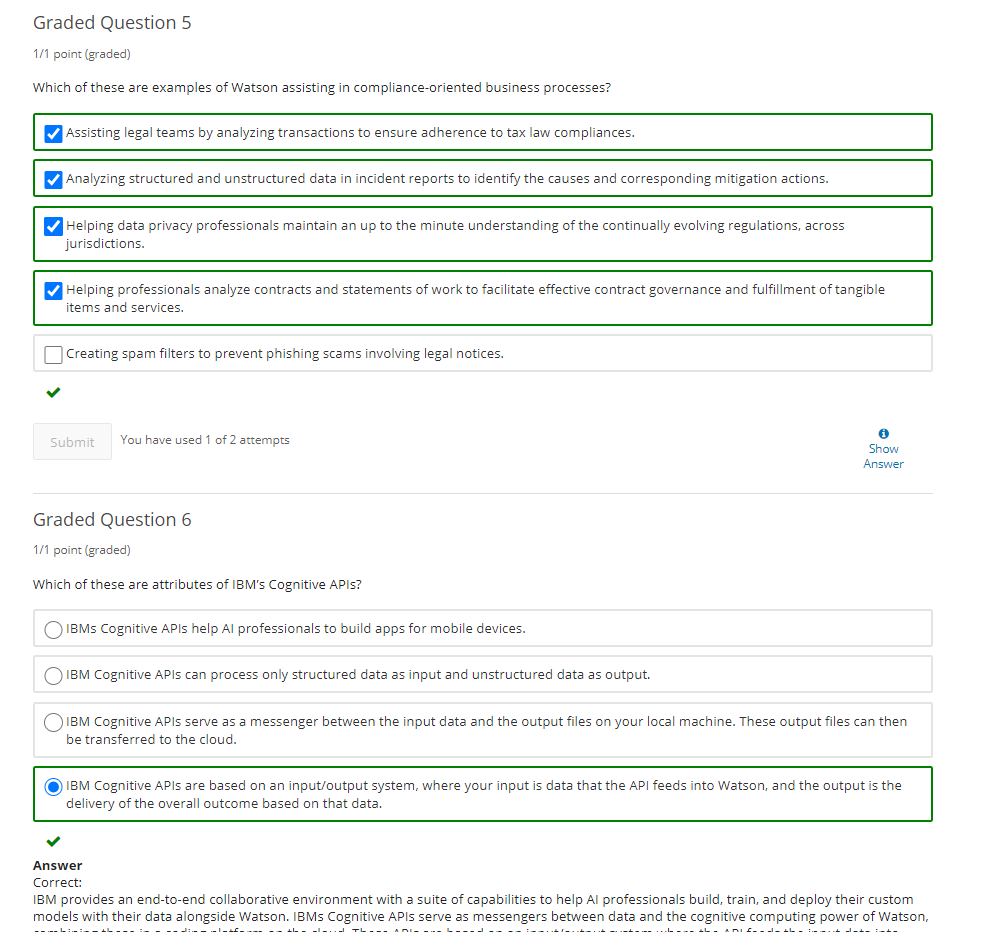 Graded Question 5
1/1 point (graded)
Which of these are examples of Watson assisting in compliance-oriented business processes?
Assisting legal teams by analyzing transactions to ensure adherence to tax law compliances.
Analyzing structured and unstructured data in incident reports to identify the causes and corresponding mitigation actions.
Helping data privacy professionals maintain an up to the minute understanding of the continually evolving regulations, across
jurisdictions.
Helping professionals analyze contracts and statements of work to facilitate effective contract governance and fulfillment of tangible
items and services.
Creating spam filters to prevent phishing scams involving legal notices.
Submit
You have used 1 of 2 attempts
Show
Answer
Graded Question 6
1/1 point (graded)
Which of these are attributes of IBM's Cognitive APIs?
IBMs Cognitive APIs help AI professionals to build apps for mobile devices.
IBM Cognitive APIs can process only structured data as input and unstructured data as output.
IBM Cognitive APIs serve as a messenger between the input data and the output files on your local machine. These output files can then
be transferred to the cloud.
IBM Cognitive APIs are based on an input/output system, where your input is data that the API feeds into Watson, and the output is the
delivery of the overall outcome based on that data.
Answer
Correct:
IBM provides an end-to-end collaborative environment with a suite of capabilities to help AI professionals build, train, and deploy their custom
models with their data alongside Watson. IBMs Cognitive APIs serve as messengers between data and the cognitive computing power of Watson,